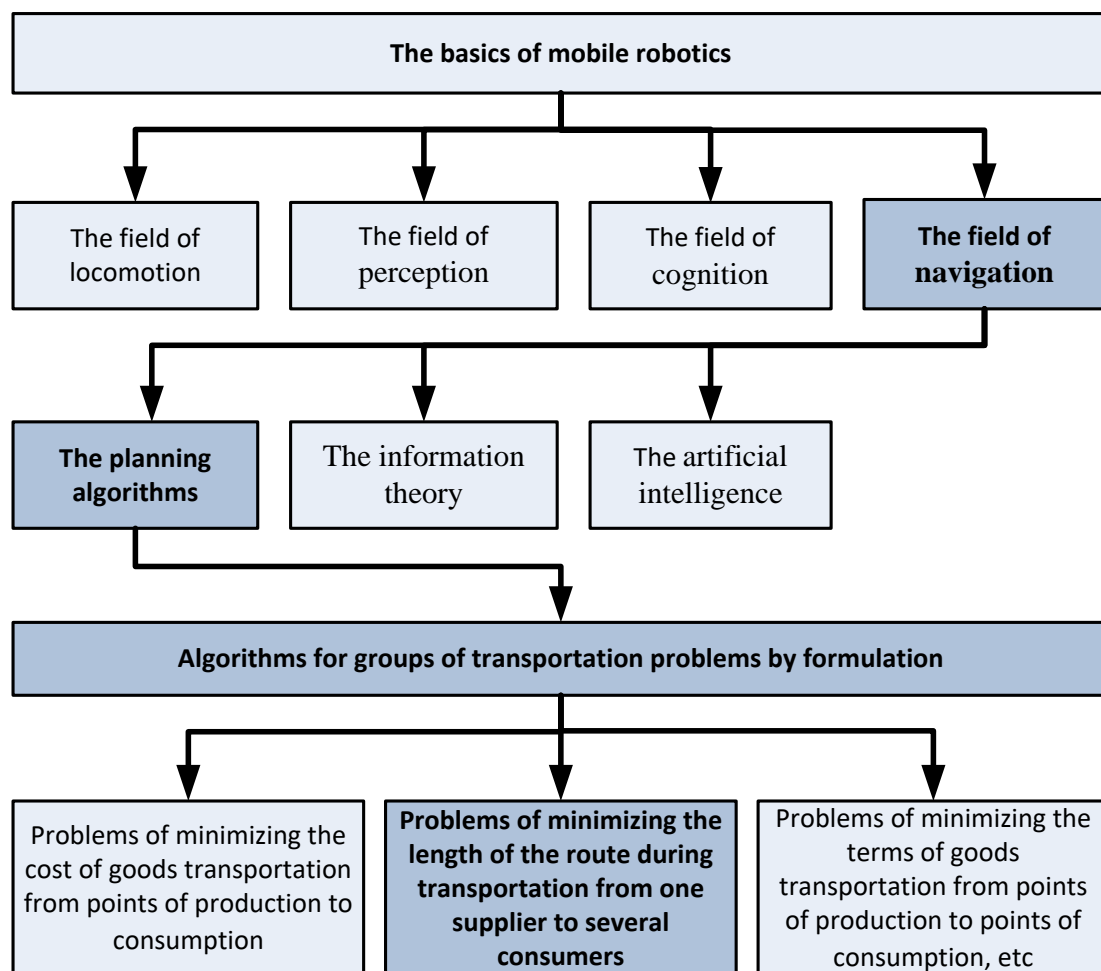 The basics of mobile robotics
The field of
locomotion
The field of
perception
The field of
cognition
The field of
navigation
The planning
algorithms
The information
theory
The artificial
intelligence
Algorithms for groups of transportation problems by formulation
Problems of minimizing the
cost of goods transportation
from points of production to
consumption
Problems of minimizing the
length of the route during
transportation from one
supplier to several
consumers
Problems of minimizing the
terms of goods
transportation from points
of production to points of
consumption, etc